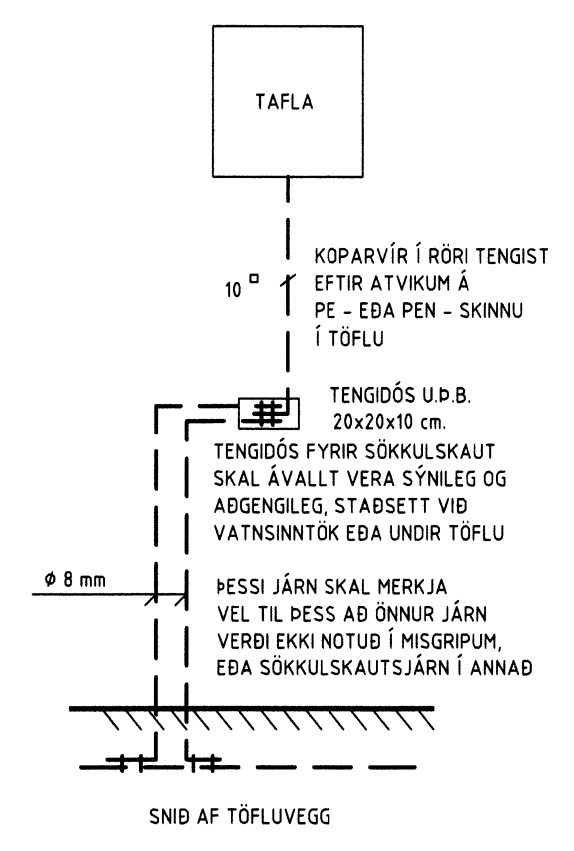 TAFLA
KOPARVÍR Í RÖRI TENGIST
EFTIR ATVIKUM Á
PE - EÐA PEN - SKINNU
Í TÖFLU
10 □
TENGIDÓS U.Þ.B.
20x20x10 cm.
TENGIDÓS FYRIR SÖKKULSKAUT
SKAL ÁVALLT VERA SÝNILEG OG
AÐGENGILEG, STAÐSETT VIÐ
VATNSINNTÖK EÐA UNDIR TÖFLU
ϕ 8 mm
ÞESSI JÁRN SKAL MERKJA
VEL TIL ÞESS AÐ ÖNNUR JÁRN
VERÐI EKKI NOTUÐ Í MISGRIPUM,
EÐA SÖKKULSKAUTSJÁRN Í ANNAÐ
SNIÐ AF TÖFLUVEGG